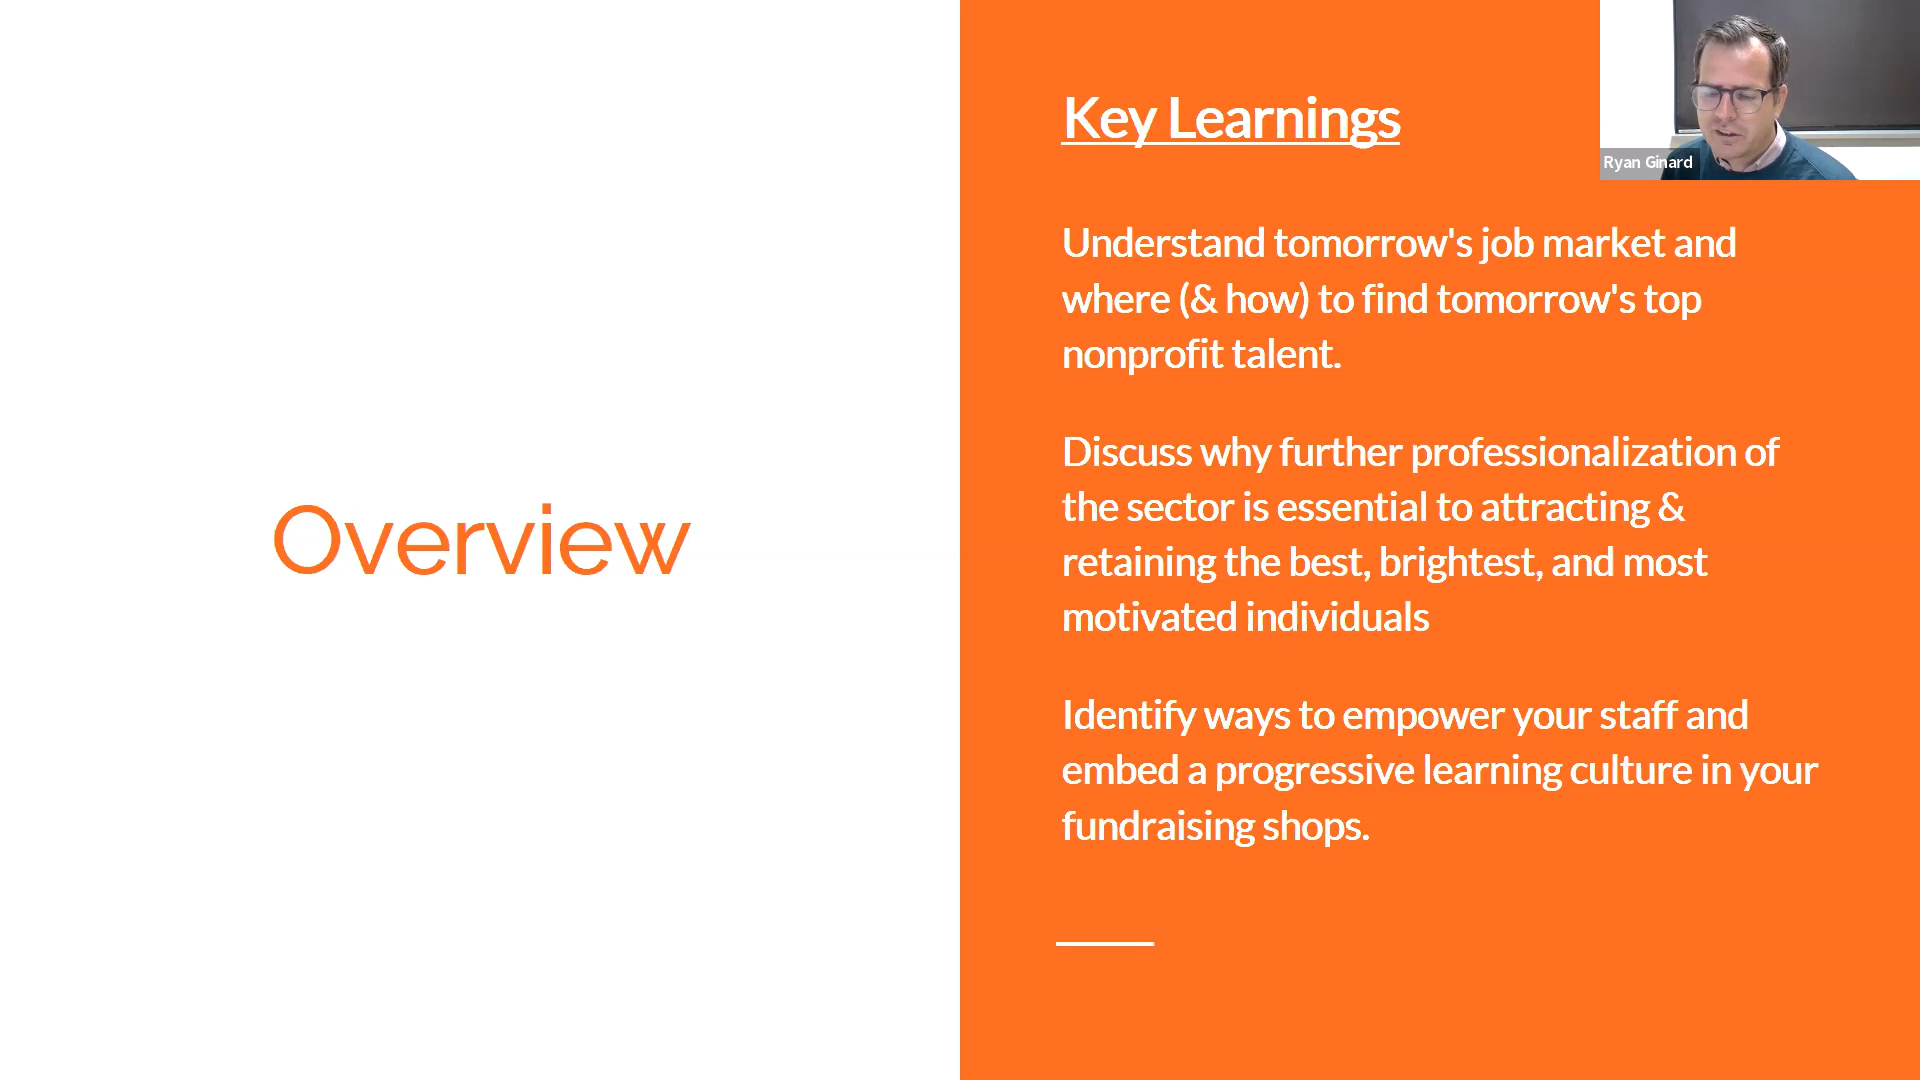 Overview
Key Learnings
Understand tomorrow's job market and
where (& how) to find tomorrow's top
nonprofit talent.
Discuss why further professionalization of
the sector is essential to attracting &
retaining the best, brightest, and most
motivated individuals
Identify ways to empower your staff and
embed a progressive learning culture in your
fundraising shops.
Ryan Ginard